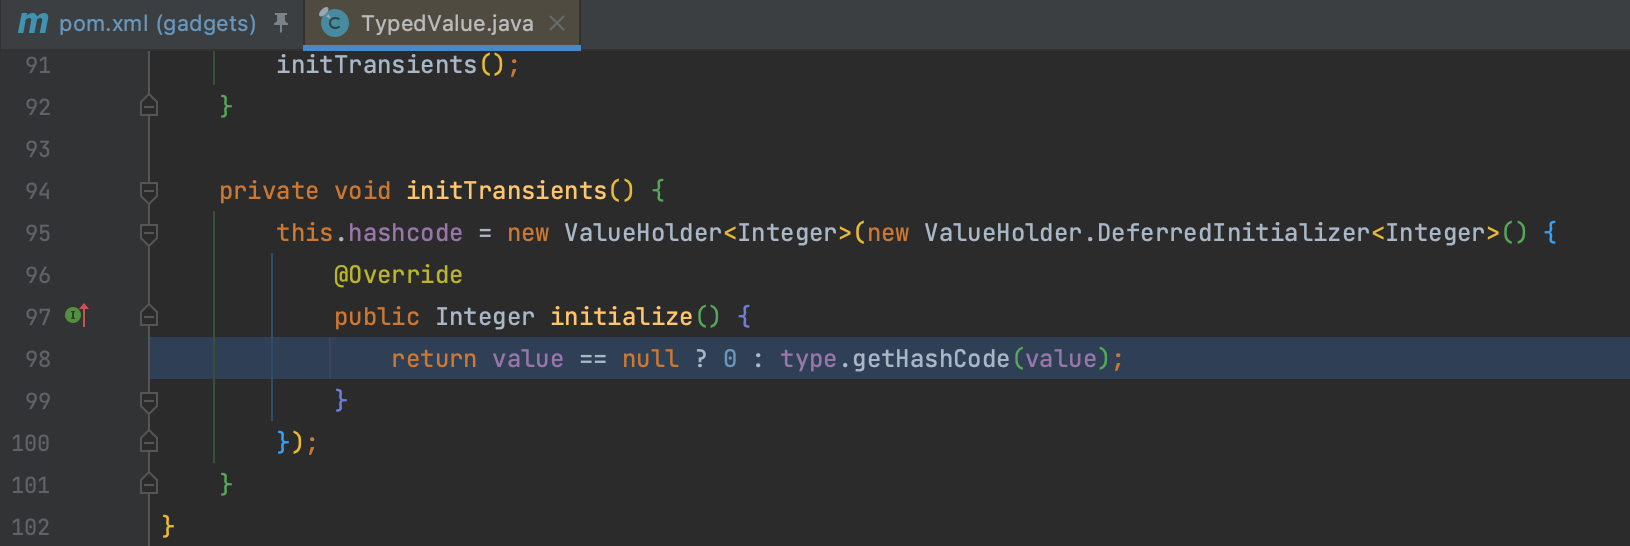 m pom.xml (gadgets) C TypedValue.java
91 initTransients();
92 }
93
94 private void initTransients() {
95 this.hashcode = new ValueHolder<Integer>(new ValueHolder.DeferredInitializer<Integer>() {
96 @Override
97 I public Integer initialize() {
98 return value == null ? 0 : type.getHashCode(value);
99 }
100 });
101 }
102 }